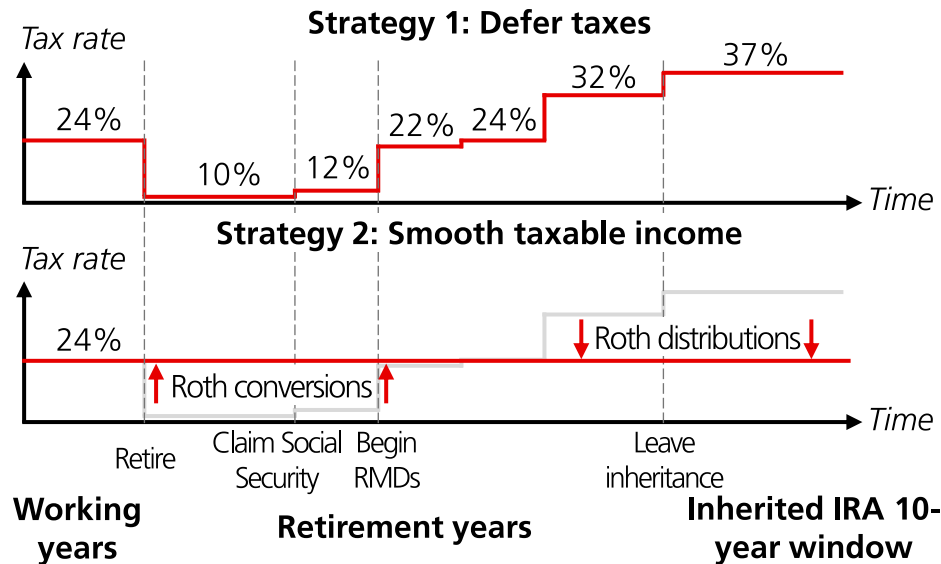 Strategy 1: Defer taxes
Tax rate
24%
10%
12%
22%
24%
32%
37%
Time
Strategy 2: Smooth taxable income
Tax rate
24%
Roth conversions
Roth distributions
Time
Retire
Claim Social
Security
Begin
RMDs
Leave
inheritance
Working
years
Retirement years
Inherited IRA 10-
year window